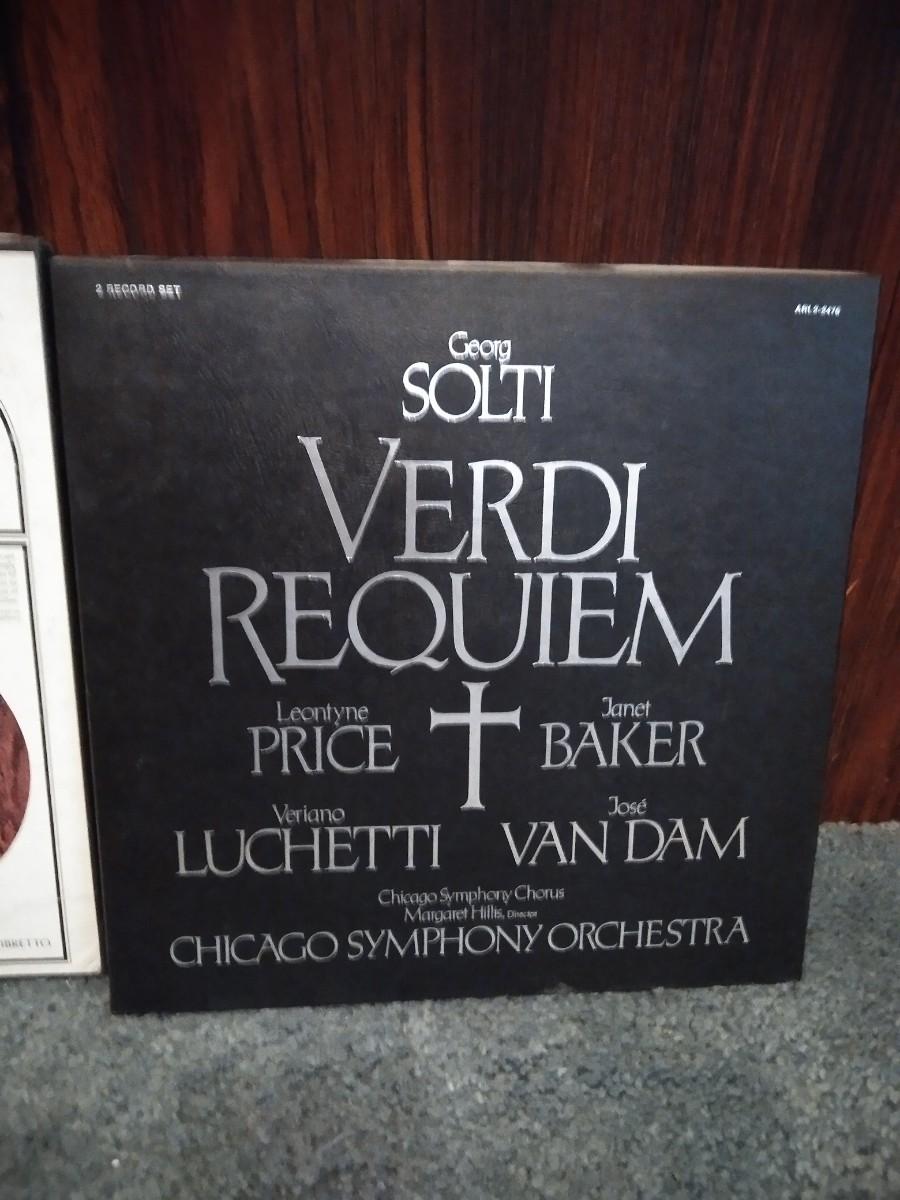 2 RECORD SET
ARL2-2476
Georg
SOLTI
VERDI
REQUIEM
Leontyne
PRICE
Janet
BAKER
Veriano
LUCHETTI
José
VAN DAM
Chicago Symphony Chorus
Margaret Hillis, Director
CHICAGO SYMPHONY ORCHESTRA